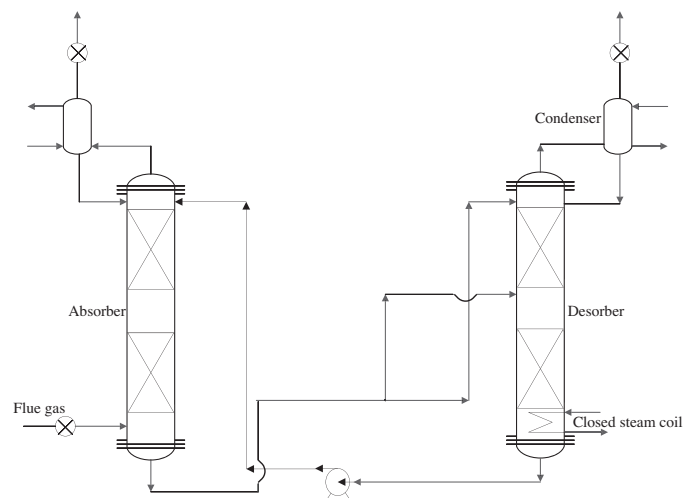 Condenser
Absorber
Desorber
Flue gas
Closed steam coil